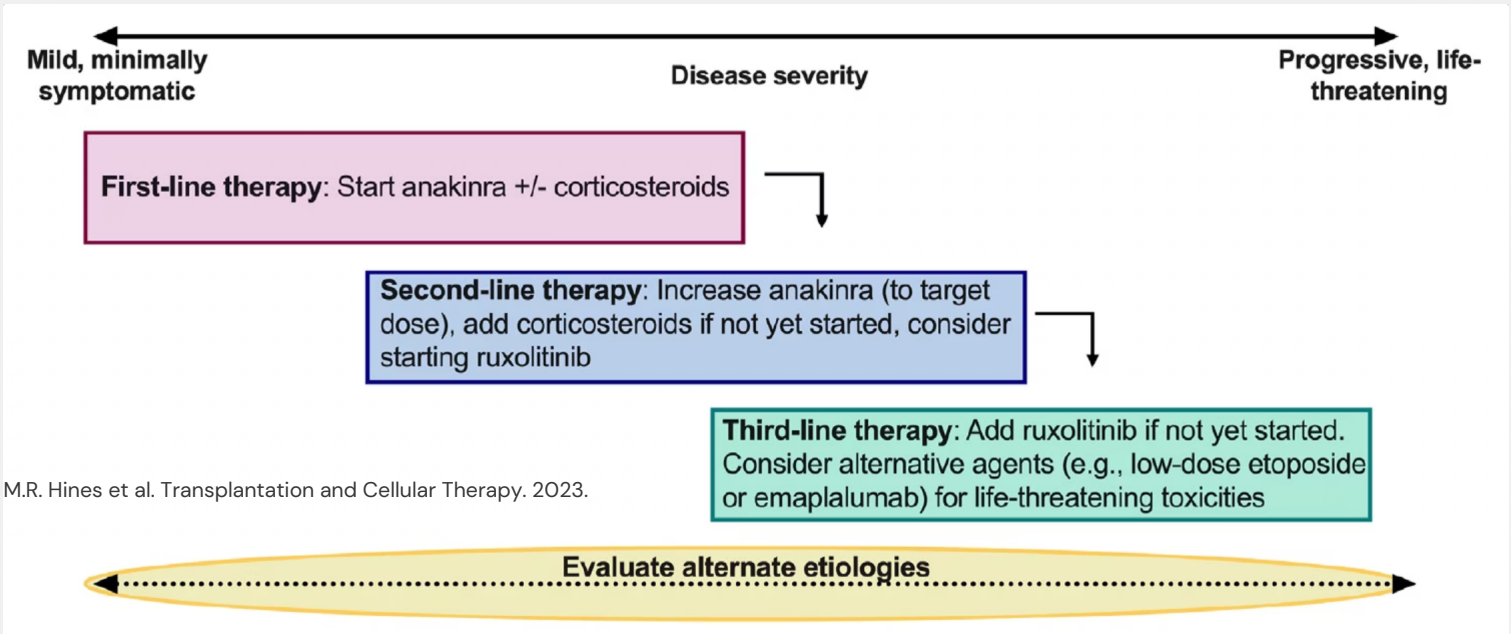 Mild, minimally
symptomatic
Disease severity
Progressive, life-
threatening
First-line therapy: Start anakinra +/- corticosteroids
Second-line therapy: Increase anakinra (to target
dose), add corticosteroids if not yet started, consider
starting ruxolitinib
Third-line therapy: Add ruxolitinib if not yet started.
Consider alternative agents (e.g., low-dose etoposide
or emaplalumab) for life-threatening toxicities
M.R. Hines et al. Transplantation and Cellular Therapy. 2023.
Evaluate alternate etiologies